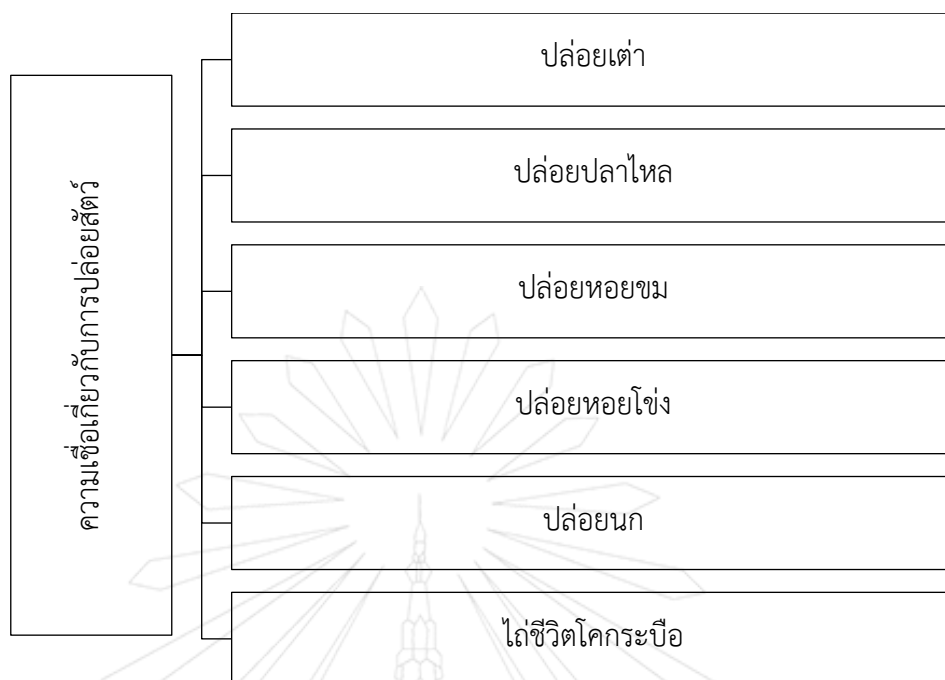 ความเชื่อเกี่ยวกับการปล่อยสัตว์
ปล่อยเต่า
ปล่อยปลาไหล
ปล่อยหอยขม
ปล่อยหอยโข่ง
ปล่อยนก
ไถ่ชีวิตโคกระบือ